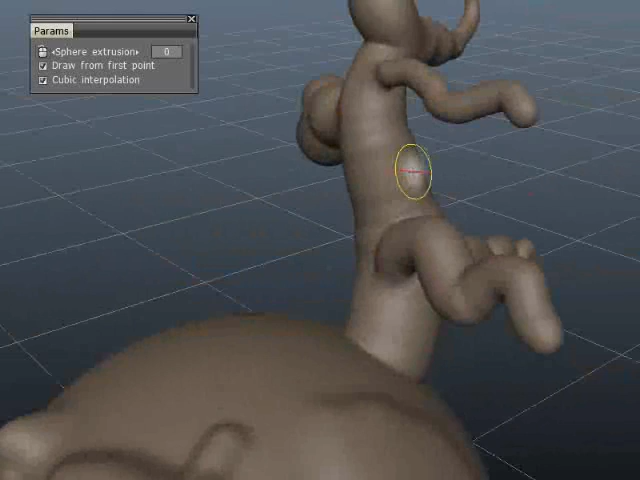 Params
Sphere extrusion 0
Draw from first point
Cubic interpolation